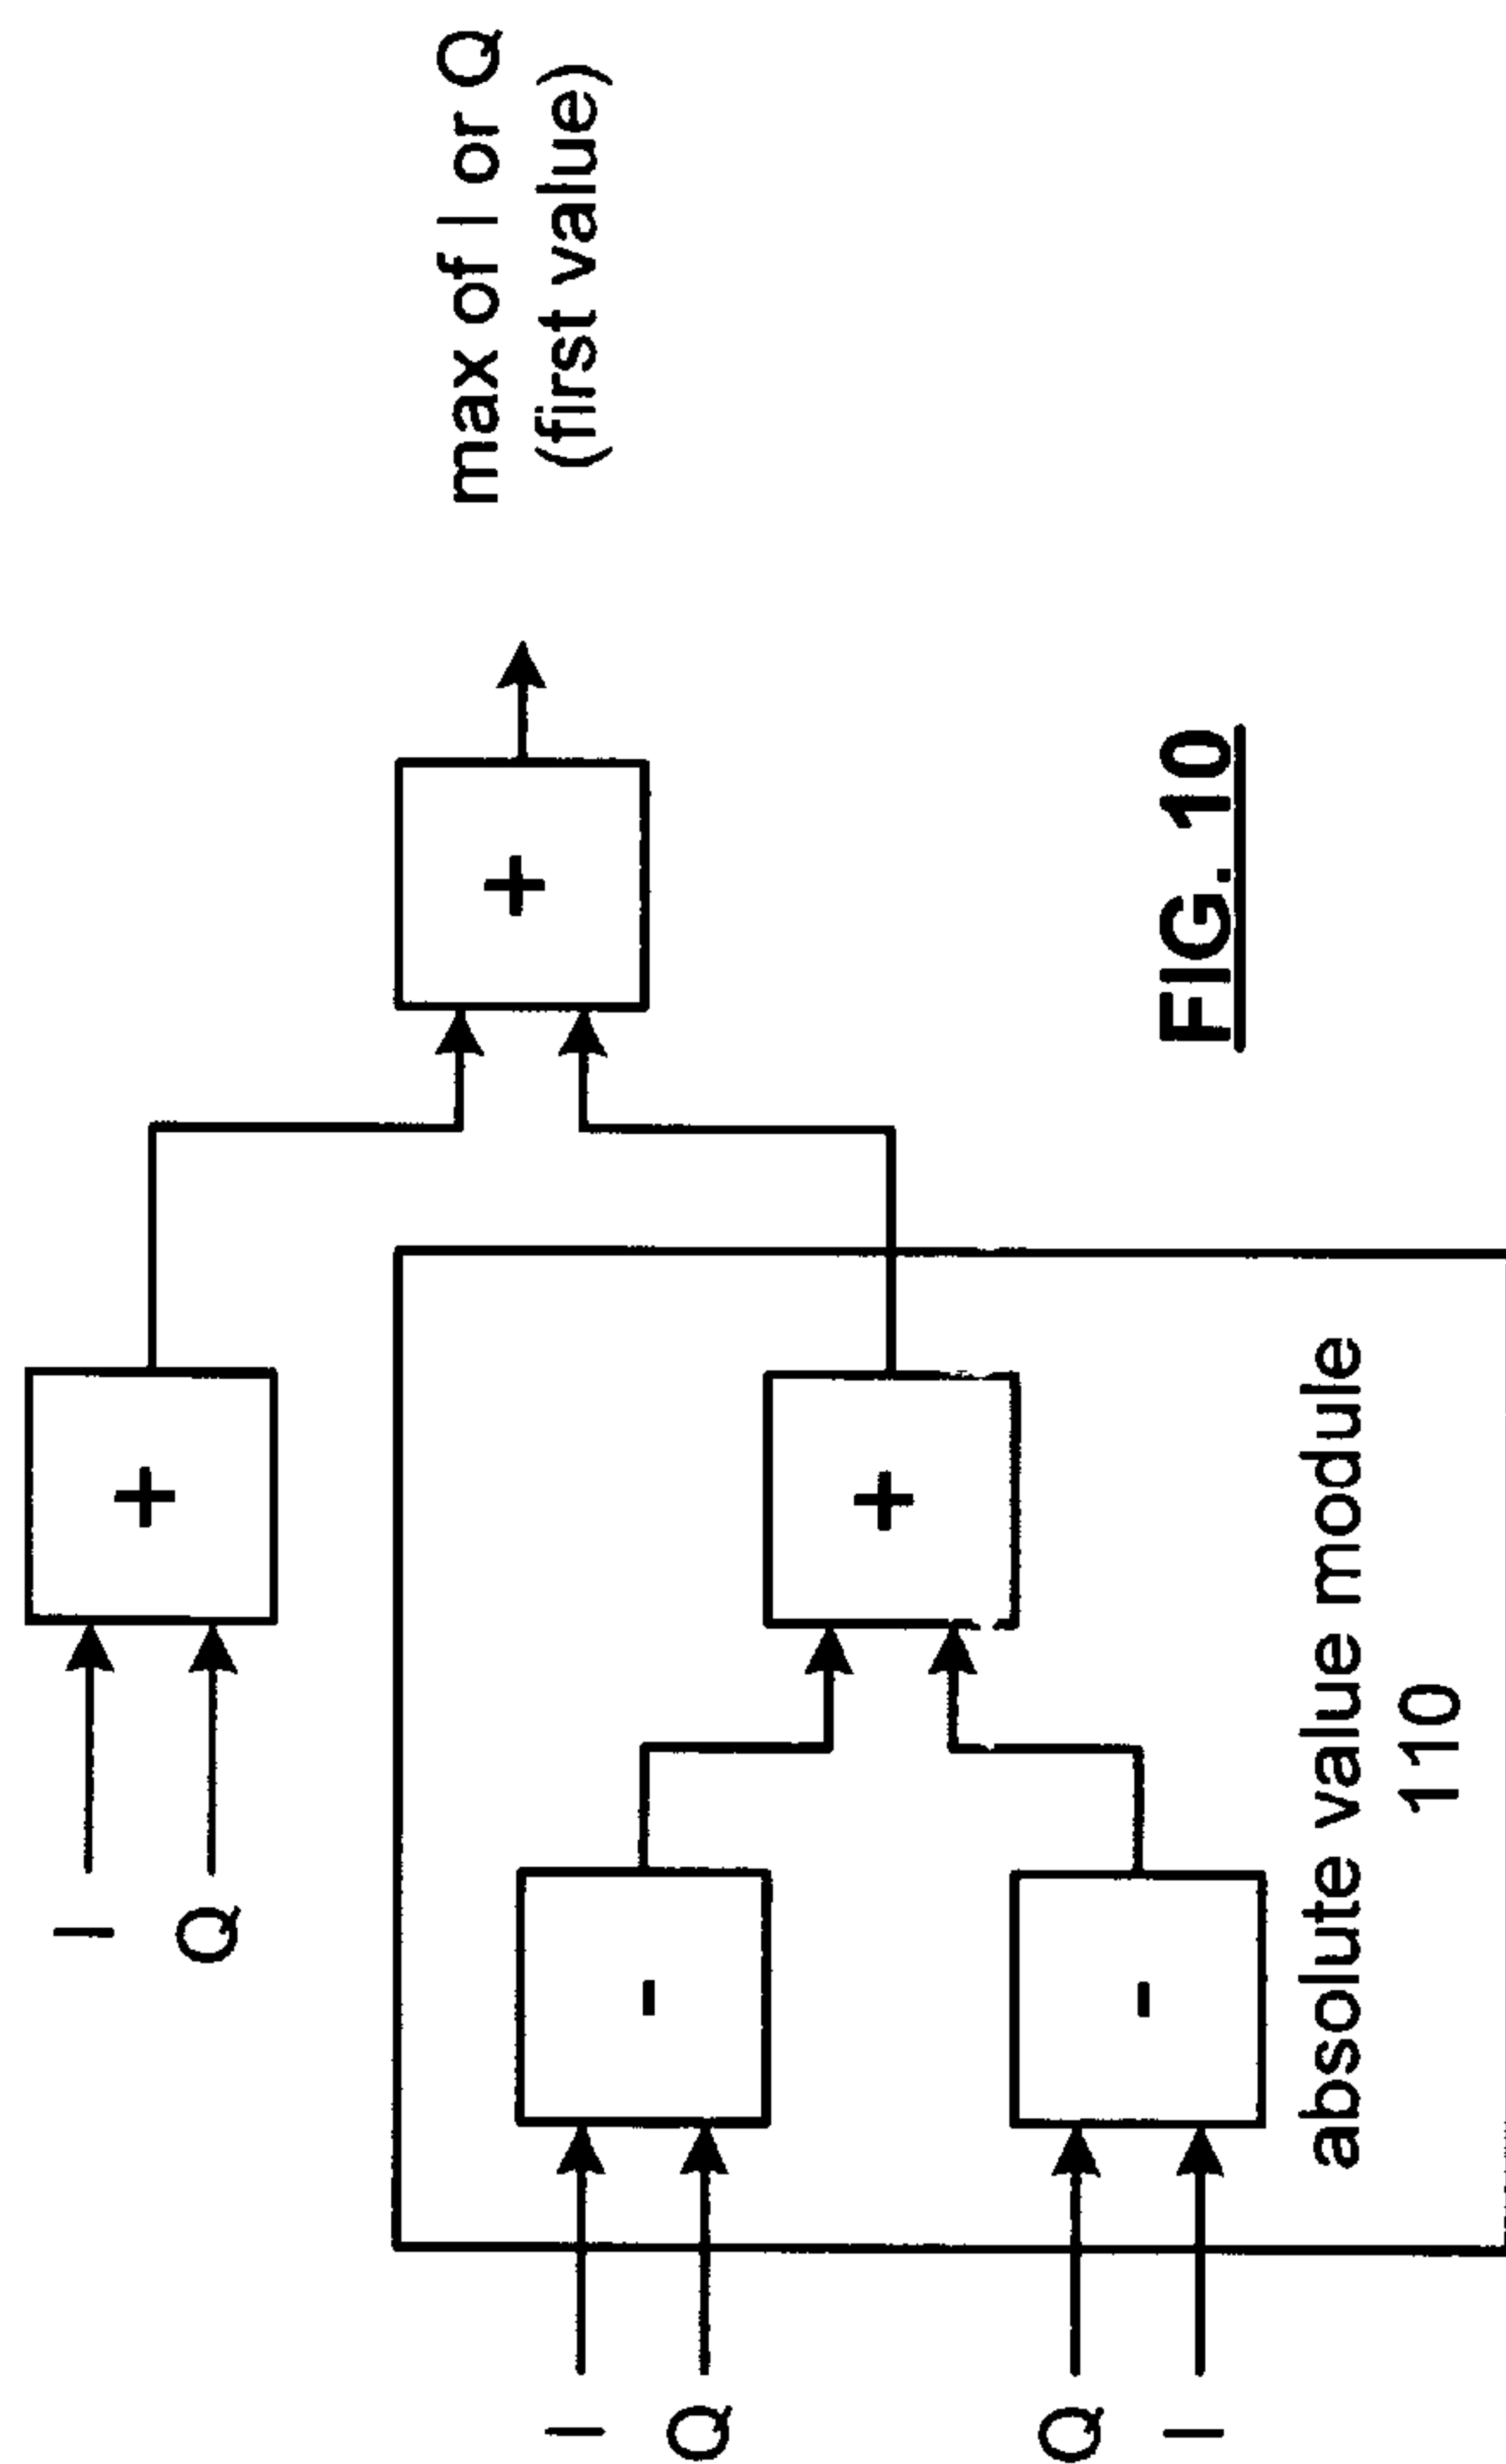 I
Q
+
max of I or Q
(first value)
+
I
Q
-
+
Q
I
-
absolute value module
110
FIG. 10